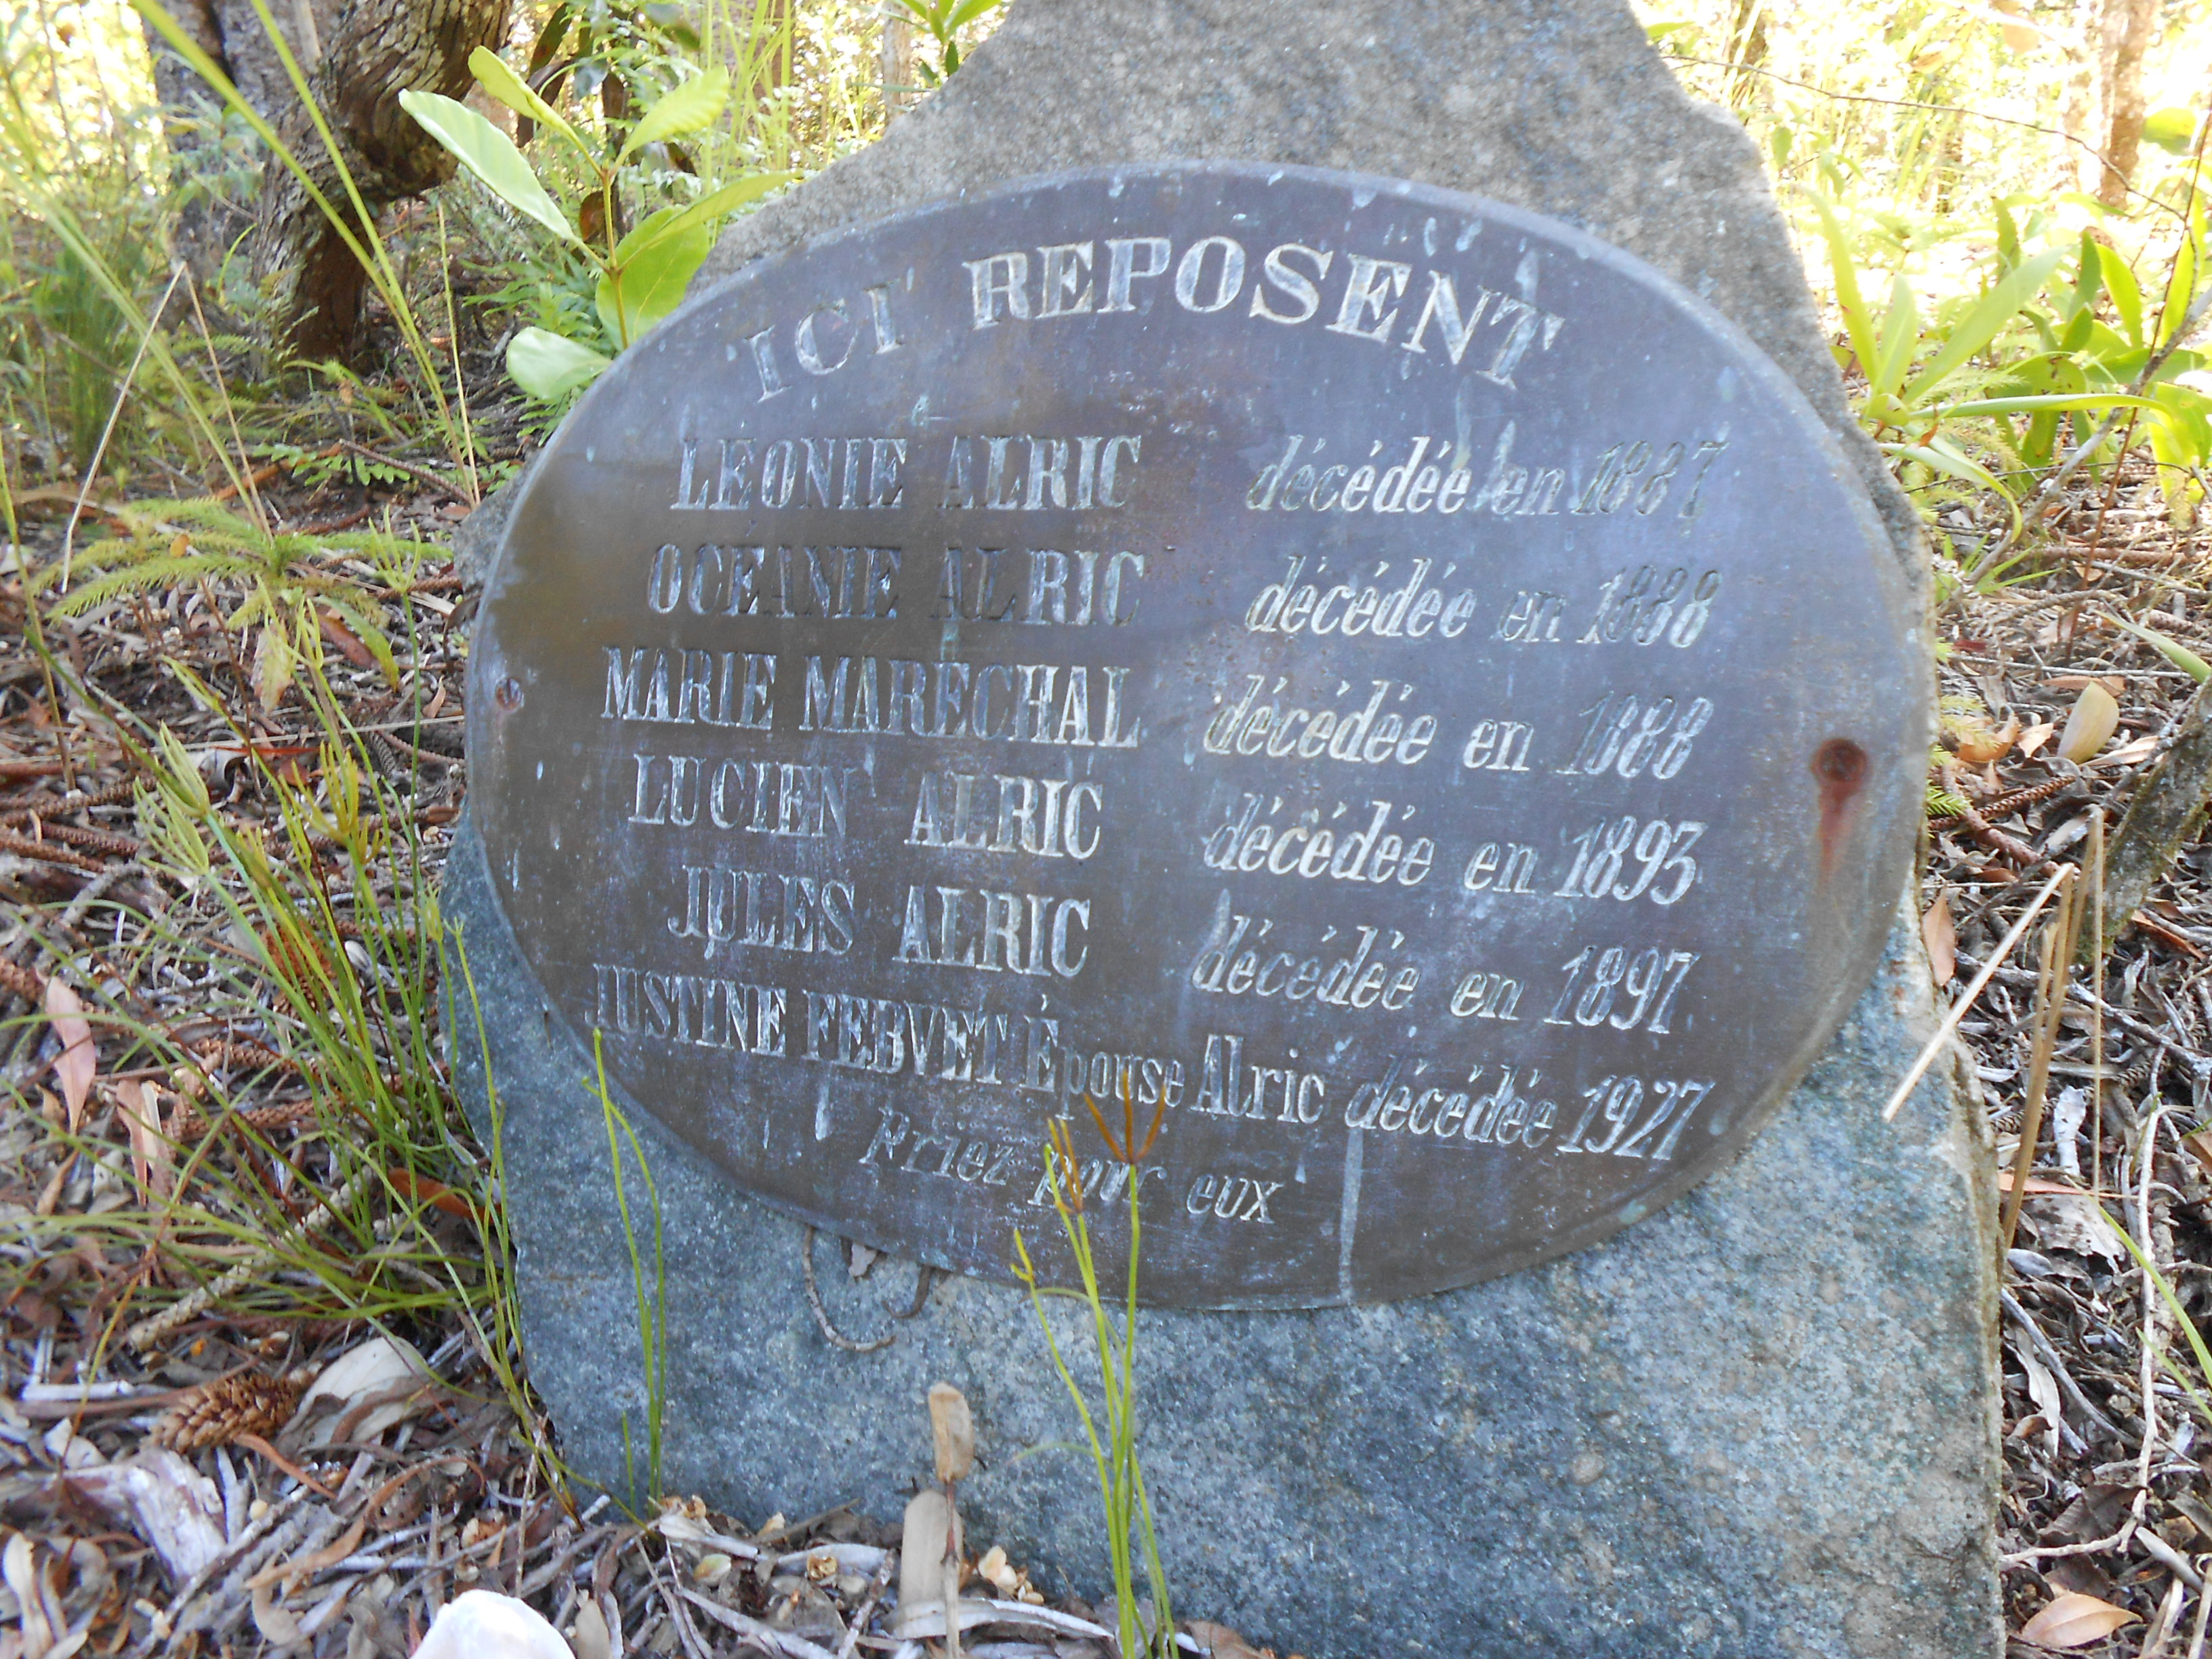 ICI REPOSENT
LEONIE ALRIC décédée en 1887
OCEANIE ALRIC décédée en 1888
MARIE MARECHAL décédée en 1888
LUCIEN ALRIC décédée en 1893
JULES ALRIC décédée en 1897
JUSTINE FEBVET Épouse Alric décédée 1927
Priez pour eux